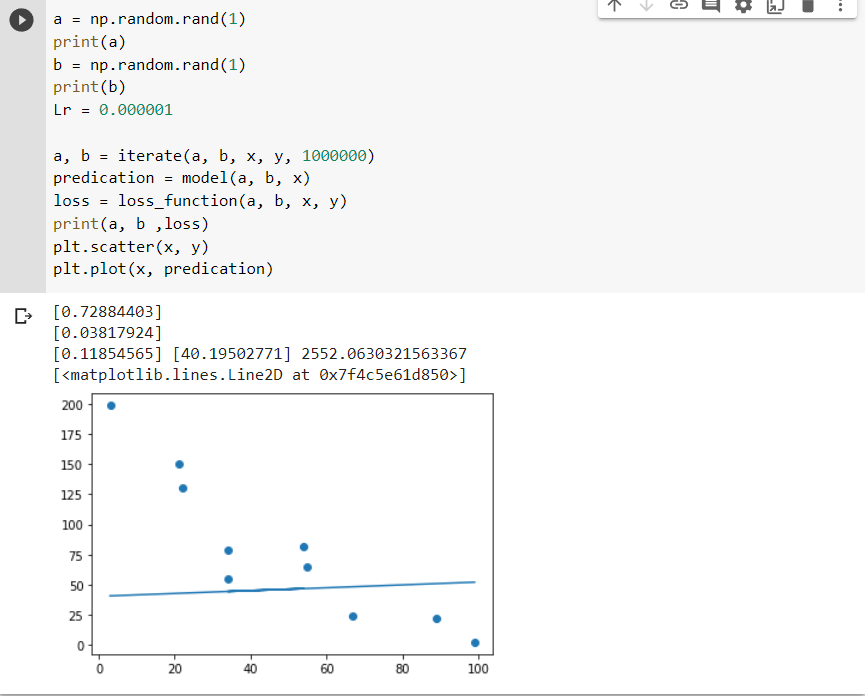 a = np.random.rand(1)
print(a)
b = np.random.rand(1)
print(b)
Lr = 0.000001
a, b = iterate(a, b, x, y, 1000000)
predication = model(a, b, x)
loss = loss_function(a, b, x, y)
print(a, b ,loss)
plt.scatter(x, y)
plt.plot(x, predication)
[0.72884403]
[0.03817924]
[0.11854565] [40.19502771] 2552.0630321563367
[<matplotlib.lines.Line2D at 0x7f4c5e61d850>]
200
175
150
125
100
75
50
25
0
0 20 40 60 80 100